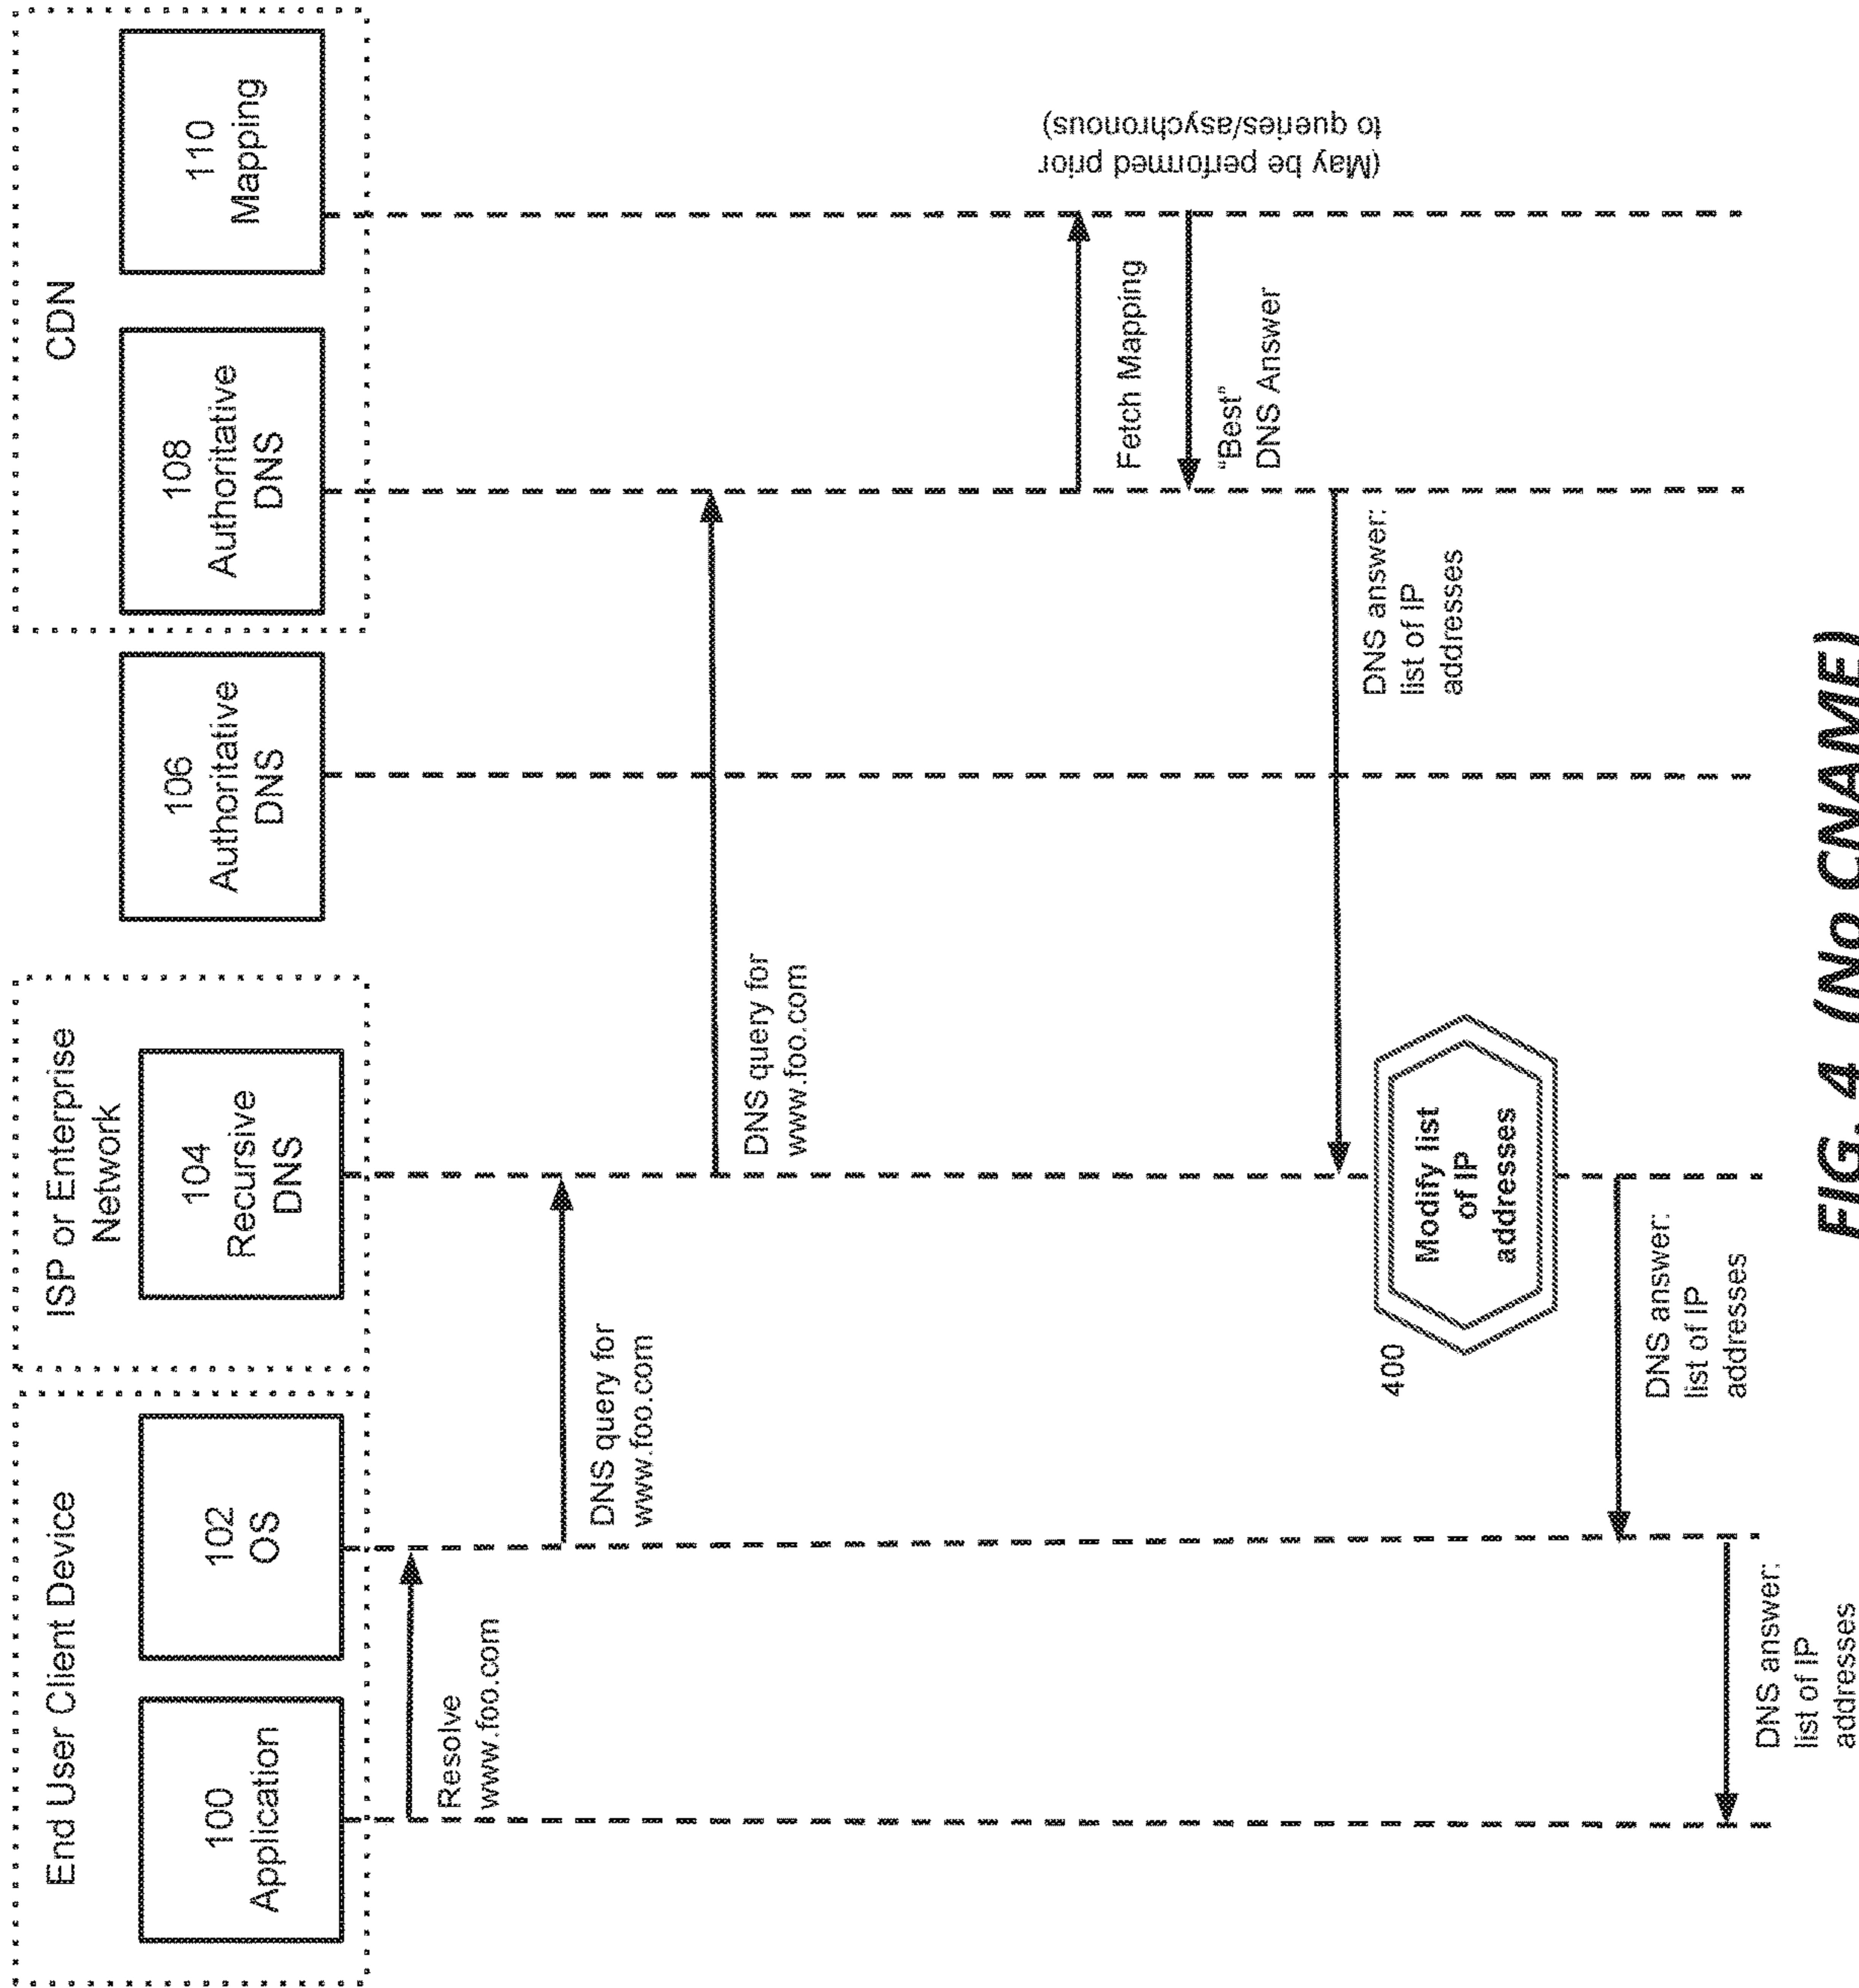 End User Client Device
100
Application
102
OS
ISP or Enterprise
Network
104
Recursive
DNS
106
Authoritative
DNS
CDN
108
Authoritative
DNS
110
Mapping
Resolve
www.foo.com
DNS query for
www.foo.com
DNS query for
www.foo.com
Fetch Mapping
"Best"
DNS Answer
(May be performed prior
to queries/asychronous)
DNS answer:
list of IP
addresses
400
Modify list
of IP
addresses
DNS answer:
list of IP
addresses
DNS answer:
list of IP
addresses
FIG. 4 (No CNAME)